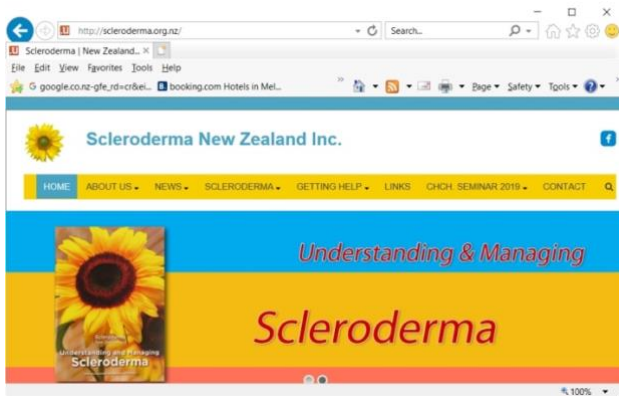 http://scleroderma.org.nz/
Search...
Scleroderma | New Zealand...
File Edit View Favorites Tools Help
google.co.nz-gfe_rd=cr&ei... booking.com Hotels in Mel...
Page Safety Tools
Scleroderma New Zealand Inc.
HOME ABOUT US NEWS SCLERODERMA GETTING HELP LINKS CHCH. SEMINAR 2019 CONTACT
Understanding & Managing
Scleroderma
Understanding and Managing
Scleroderma
100%